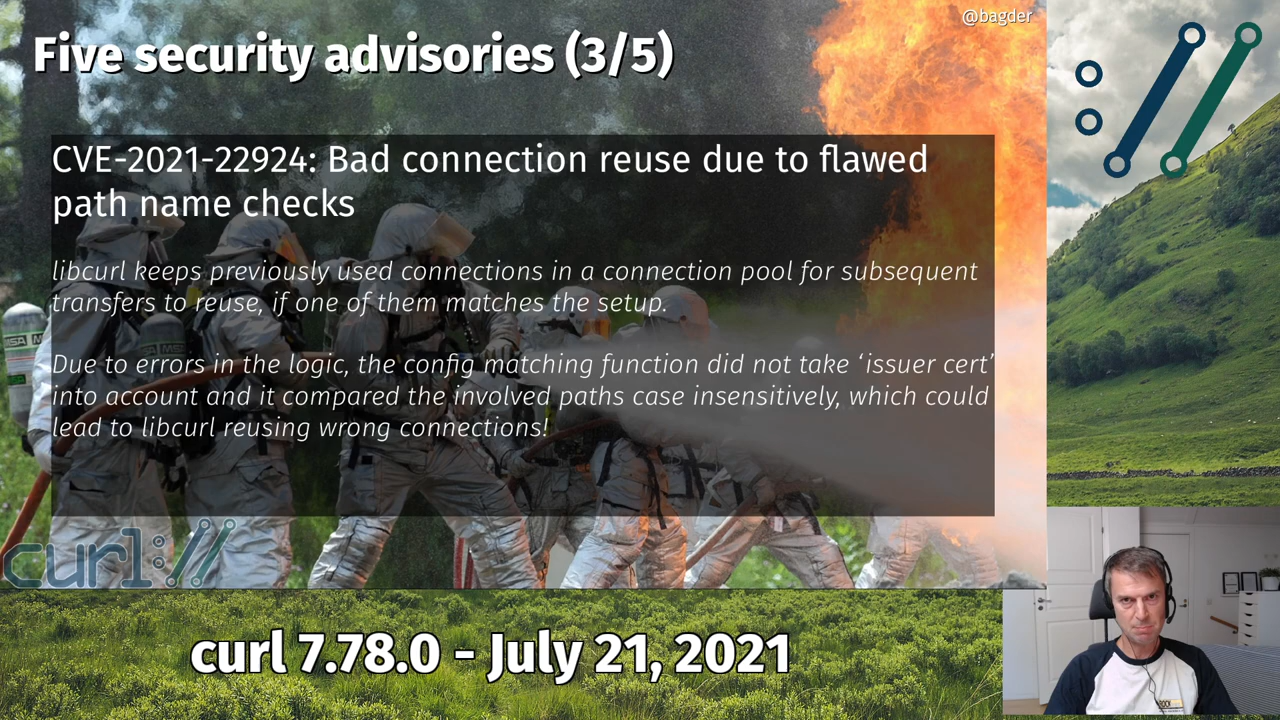 @bagder
Five security advisories (3/5)
CVE-2021-22924: Bad connection reuse due to flawed
path name checks
libcurl keeps previously used connections in a connection pool for subsequent
transfers to reuse, if one of them matches the setup.
Due to errors in the logic, the config matching function did not take ‘issuer cert’
into account and it compared the involved paths case insensitively, which could
lead to libcurl reusing wrong connections!
MSA
MSA
curl://
curl 7.78.0 - July 21, 2021